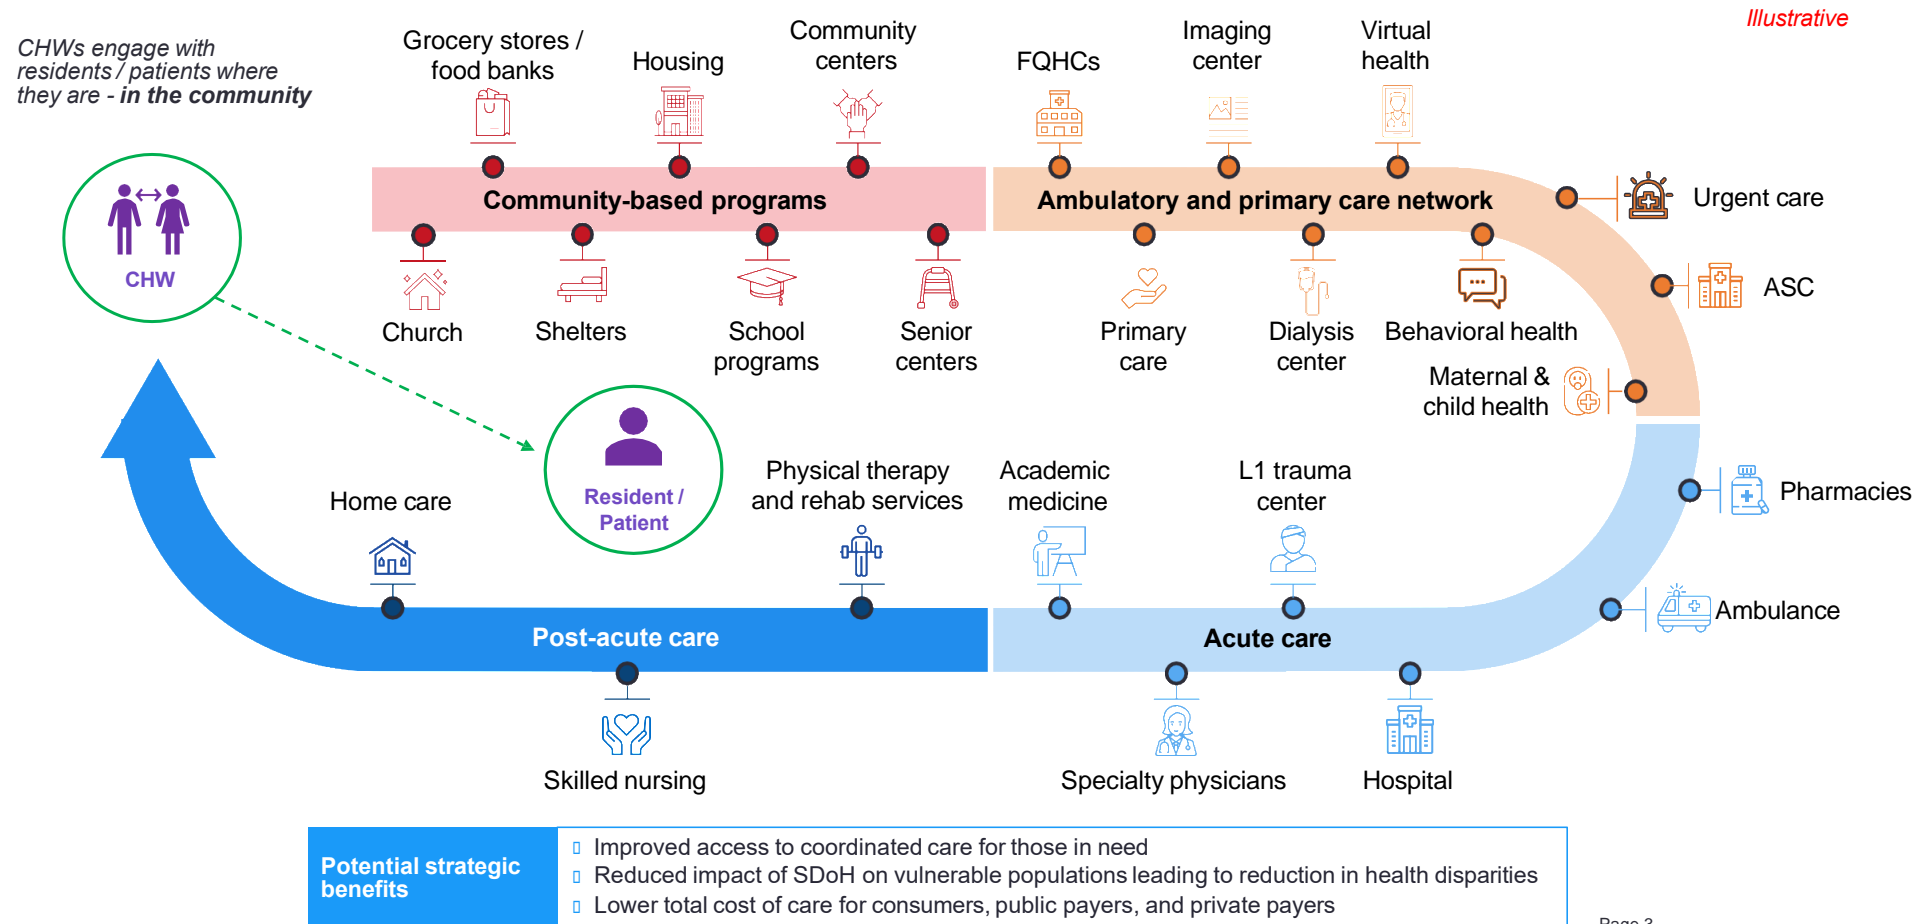 Illustrative
CHWs engage with
residents / patients where
they are - in the community
Grocery stores /
food banks
Housing
Community
centers
FQHCs
Imaging
center
Virtual
health
Community-based programs
Ambulatory and primary care network
Urgent care
CHW
ASC
Church
Shelters
School
programs
Senior
centers
Primary
care
Dialysis
center
Behavioral health
Maternal &
child health
Resident /
Patient
Home care
Physical therapy
and rehab services
Academic
medicine
L1 trauma
center
Pharmacies
Ambulance
Post-acute care
Acute care
Skilled nursing
Specialty physicians
Hospital
Potential strategic
benefits
Improved access to coordinated care for those in need
Reduced impact of SDoH on vulnerable populations leading to reduction in health disparities
Lower total cost of care for consumers, public payers, and private payers
Page 3